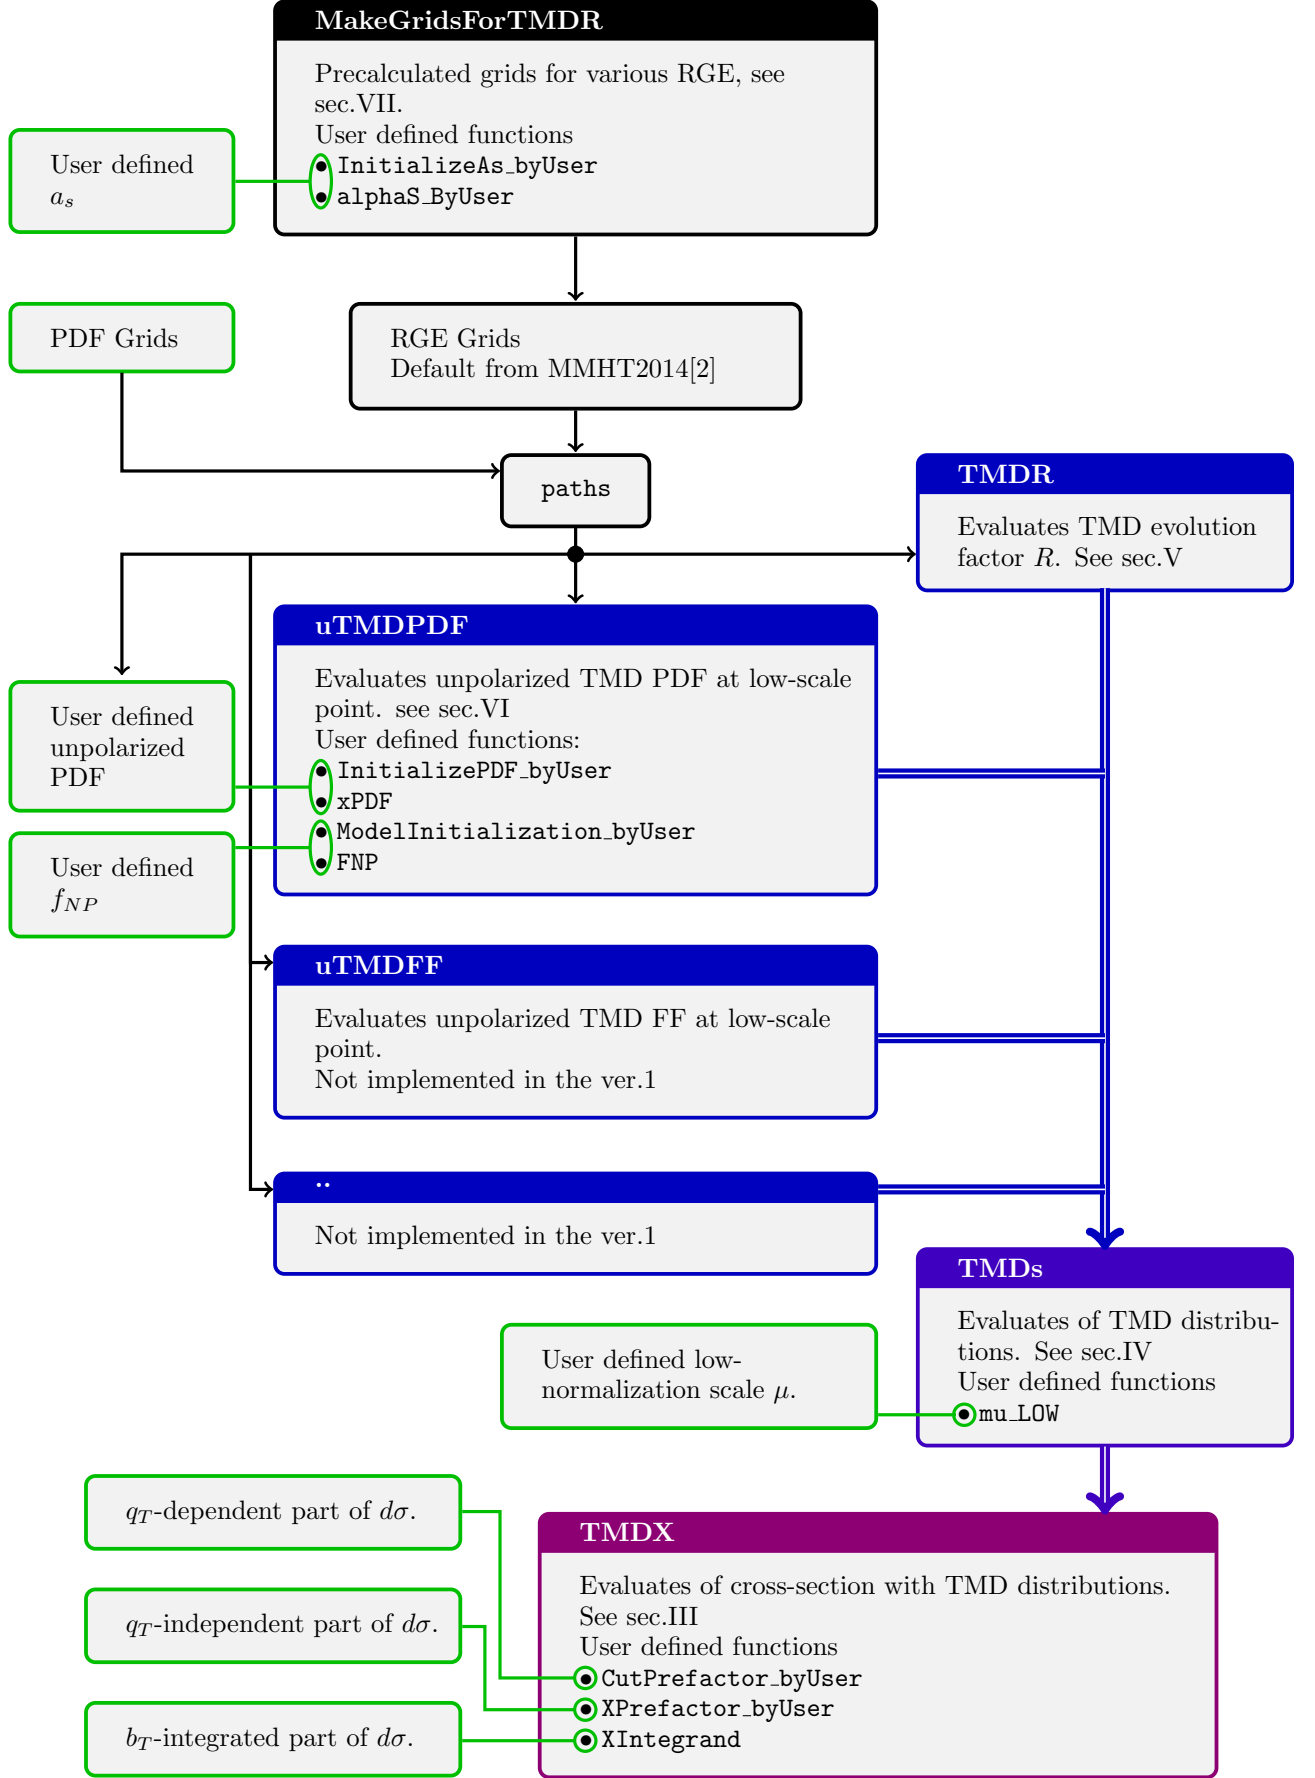 MakeGridsForTMDR
Precalculated grids for various RGE, see
sec.VII.
User defined functions
• InitializeAs_byUser
• alphaS_ByUser
User defined
a_s
PDF Grids
RGE Grids
Default from MMHT2014[2]
paths
TMDR
Evaluates TMD evolution
factor R. See sec.V
uTMDPDF
Evaluates unpolarized TMD PDF at low-scale
point. see sec.VI
User defined functions:
• InitializePDF_byUser
• xPDF
• ModelInitialization_byUser
• FNP
User defined
unpolarized
PDF
User defined
f_{NP}
uTMDFF
Evaluates unpolarized TMD FF at low-scale
point.
Not implemented in the ver.1
..
Not implemented in the ver.1
TMDs
Evaluates of TMD distribu-
tions. See sec.IV
User defined functions
• mu_LOW
User defined low-
normalization scale μ.
q_T-dependent part of dσ.
q_T-independent part of dσ.
b_T-integrated part of dσ.
TMDX
Evaluates of cross-section with TMD distributions.
See sec.III
User defined functions
• CutPrefactor_byUser
• XPrefactor_byUser
• XIntegrand